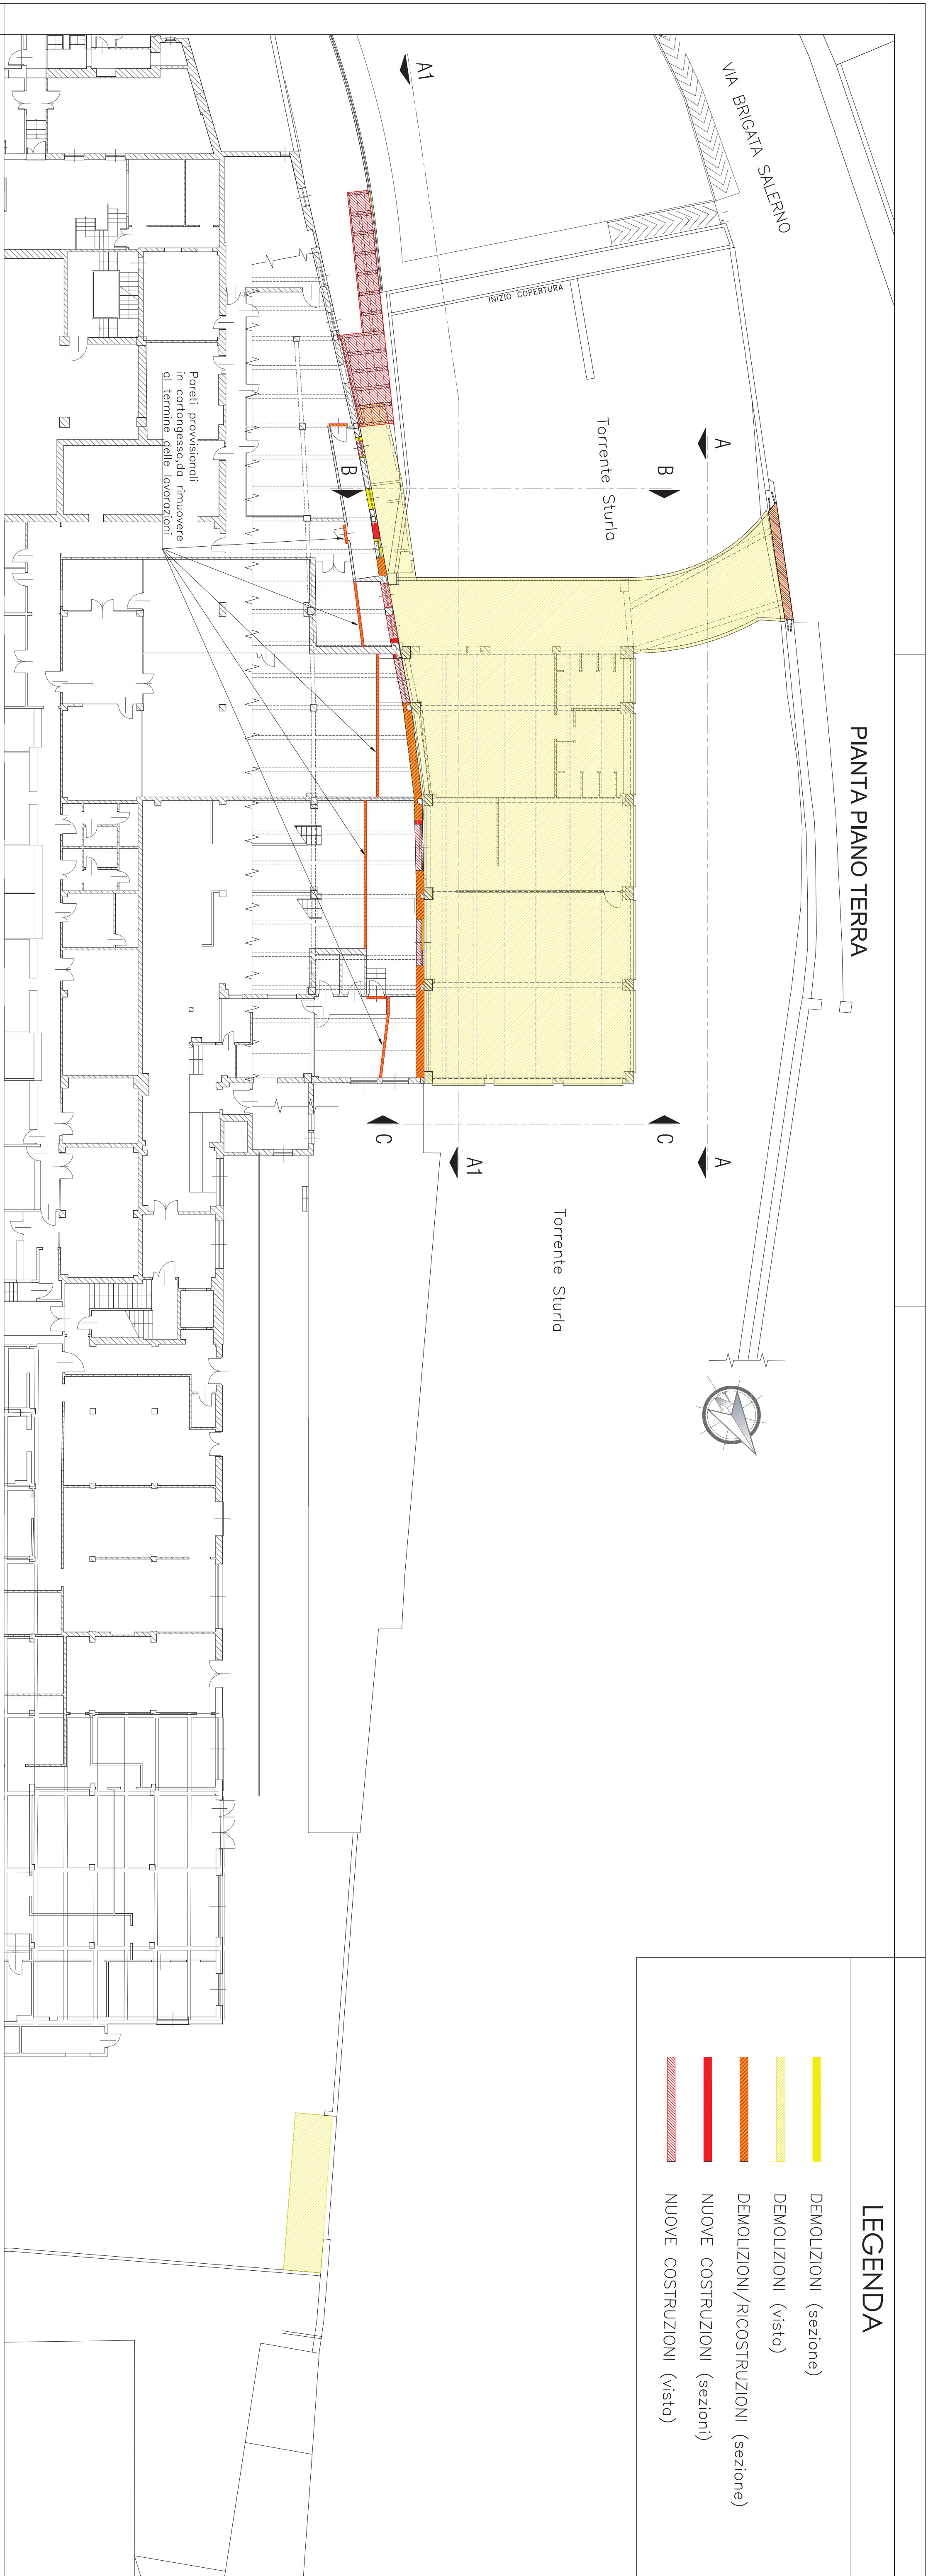 PIANTA PIANO TERRA
LEGENDA
DEMOLIZIONI (sezione)
DEMOLIZIONI (vista)
DEMOLIZIONI/RICOSTRUZIONI (sezione)
NUOVE COSTRUZIONI (sezioni)
NUOVE COSTRUZIONI (vista)
VIA BRIGATA SALERNO
A
A
C
B
Torrente Sturla
Torrente Sturla
INIZIO COPERTURA
A1
A1
C
B
Pareti provvisionali
in cartongesso,da rimuovere
al termine delle lavorazioni
N